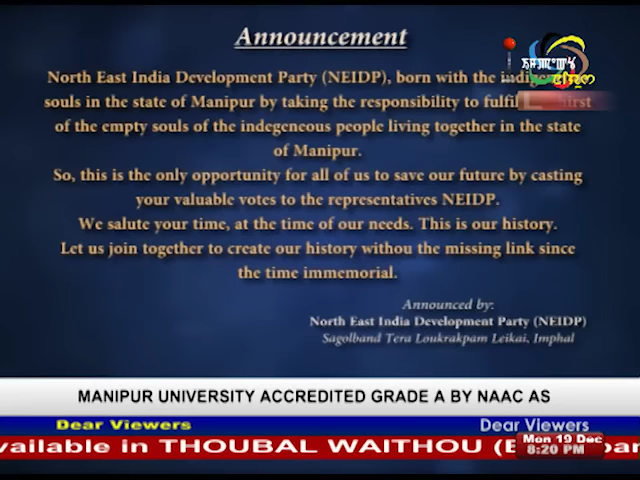 Announcement
North East India Development Party (NEIDP), born with the
souls in the state of Manipur by taking the responsibility to
of the empty souls of the indegeneous people living together in the state
of Manipur.
So, this is the only opportunity for all of us to save our future by casting
your valuable votes to the representatives NEIDP.
We salute your time, at the time of our needs. This is our history.
Let us join together to create our history withou the missing link since
the time immemorial.
Announced by:
North East India Development Party (NEIDP)
Sagolband Tera Loukrakpam Leikai, Imphal
MANIPUR UNIVERSITY ACCREDITED GRADE A BY NAAC AS
Dear Viewers Dear Viewers
vailable in THOUBAL WAITHOU
Mon 19 Dec
8:20 PM